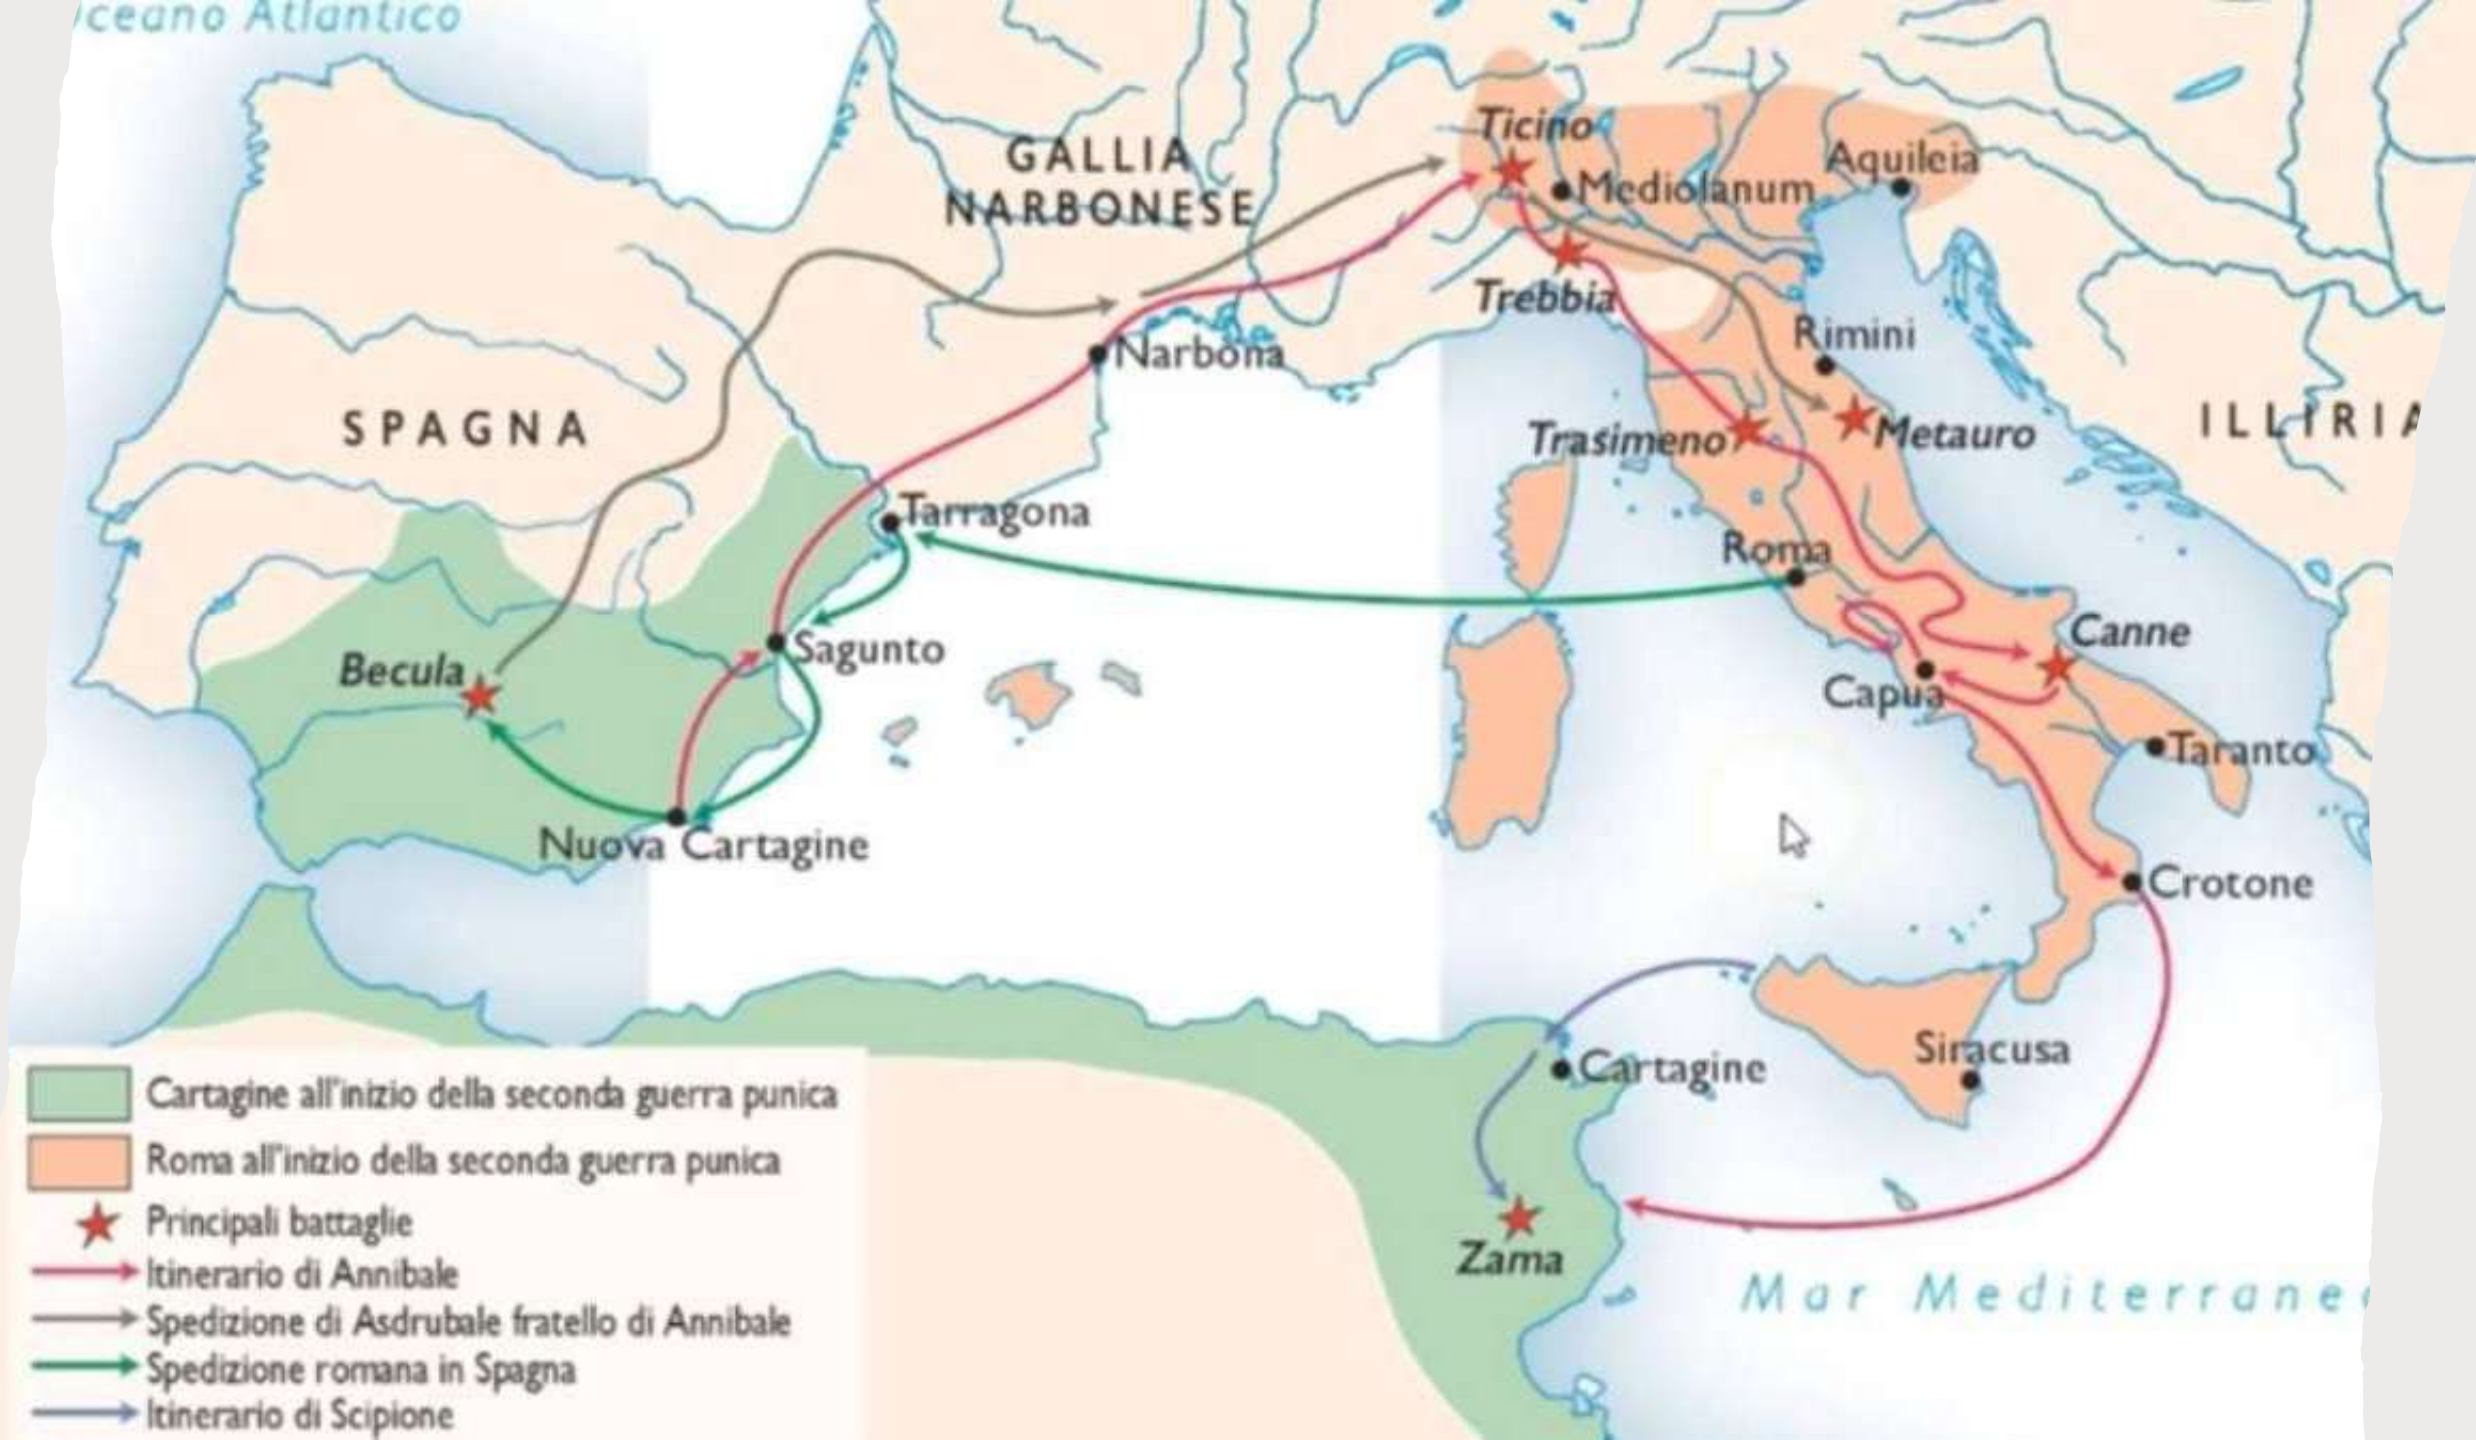 ceano Atlantico
Ticino
GALLIA
NARBONESE
Aquileia
Mediolanum
Trebbia
Rimini
Narbona
SPAGNA
ILLIRIA
Trasimeno
Metauro
Tarragona
Roma
Canne
Sagunto
Becula
Capua
Taranto
Nuova Cartagine
Crotone
Siracusa
Cartagine
Zama
Mar Mediterraneo
Cartagine all'inizio della seconda guerra punica
Roma all'inizio della seconda guerra punica
Principali battaglie
Itinerario di Annibale
Spedizione di Asdrubale fratello di Annibale
Spedizione romana in Spagna
Itinerario di Scipione